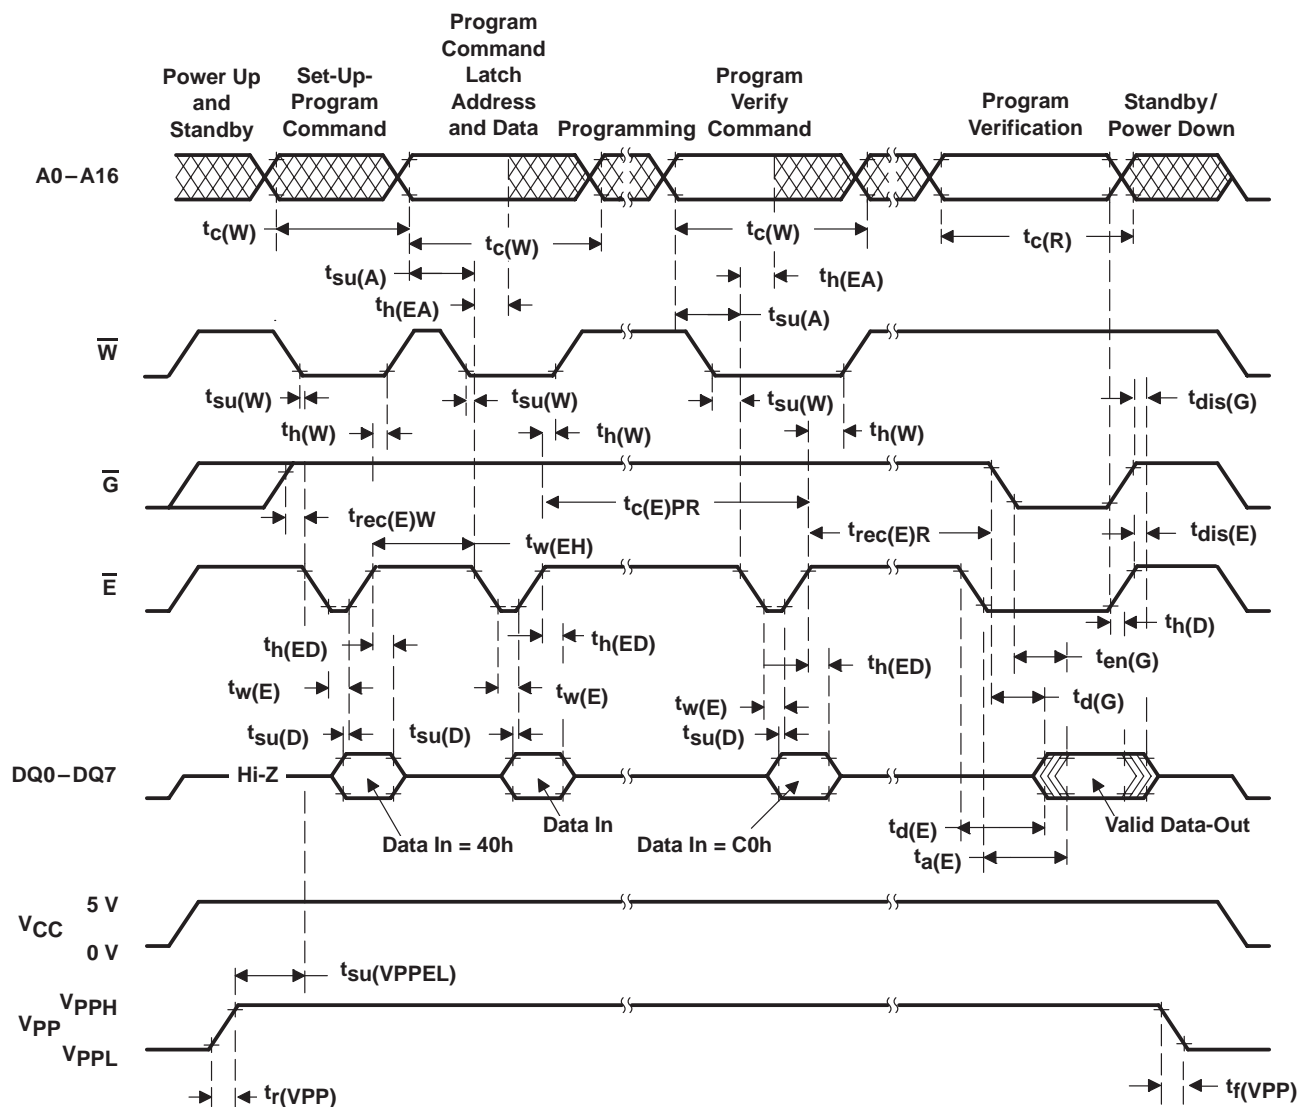 Program
Command
Latch
Address
and Data
Power Up
and
Standby
Set-Up-
Program
Command
Programming
Program
Verify
Command
Program
Verification
Standby/
Power Down
A0–A16
tc(W)
tc(W)
tc(W)
tc(R)
tsu(A)
th(EA)
th(EA)
tsu(A)
W
tsu(W)
tsu(W)
tsu(W)
tdis(G)
th(W)
th(W)
th(W)
G
trec(E)W
tc(E)PR
trec(E)R
tdis(E)
tw(EH)
E
th(D)
th(ED)
th(ED)
th(ED)
ten(G)
tw(E)
tw(E)
tw(E)
td(G)
tsu(D)
tsu(D)
tsu(D)
DQ0–DQ7
Hi-Z
Data In = 40h
Data In
Data In = C0h
Valid Data-Out
td(E)
ta(E)
5 V
VCC
0 V
tsu(VPPEL)
VPPH
VPP
VPPL
tr(VPP)
tf(VPP)